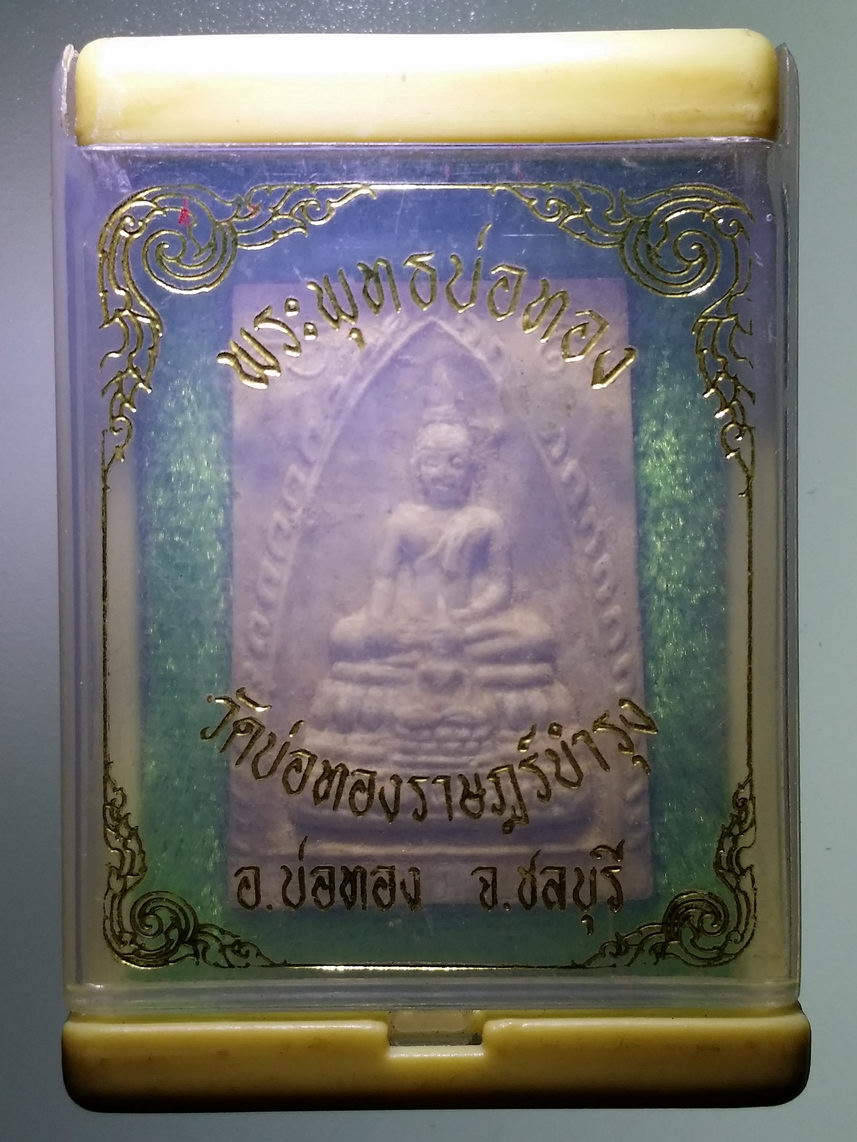 พระพุทธบ่อทอง
วัดบ่อทองราษฎร์บำรุง
อ.บ่อทอง จ.ชลบุรี